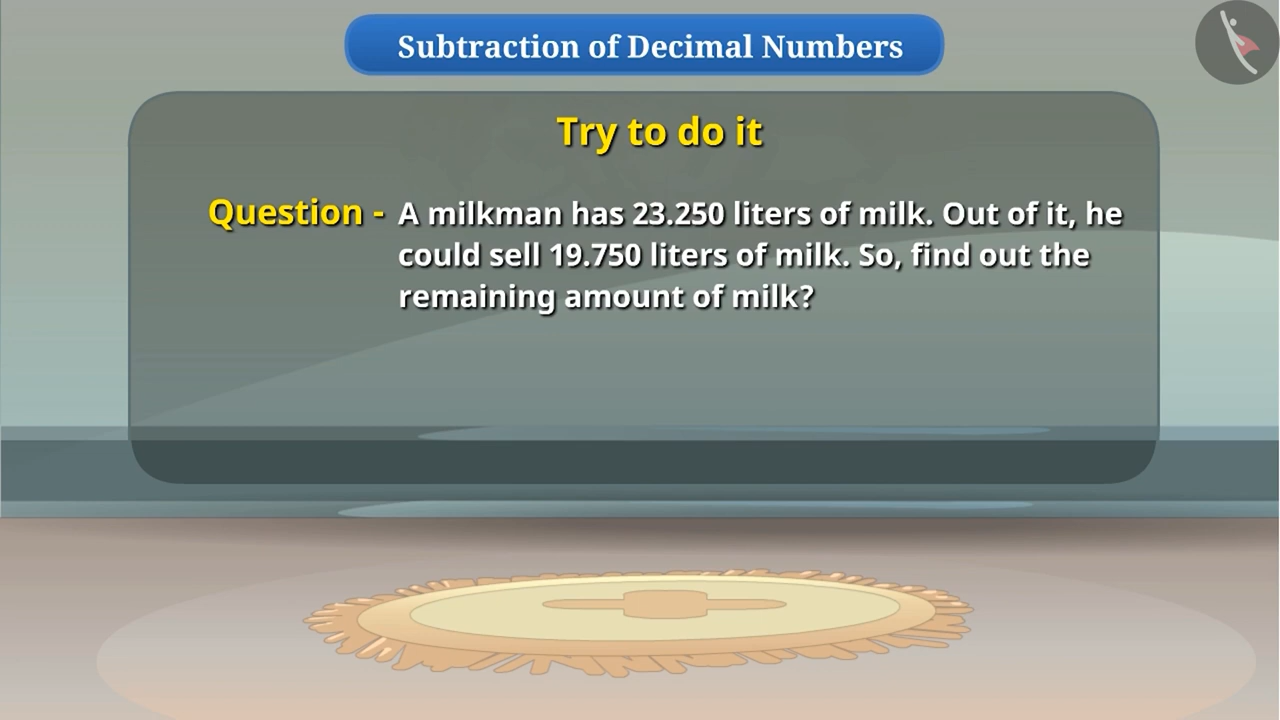 Subtraction of Decimal Numbers
Try to do it
Question - A milkman has 23.250 liters of milk. Out of it, he
could sell 19.750 liters of milk. So, find out the
remaining amount of milk?